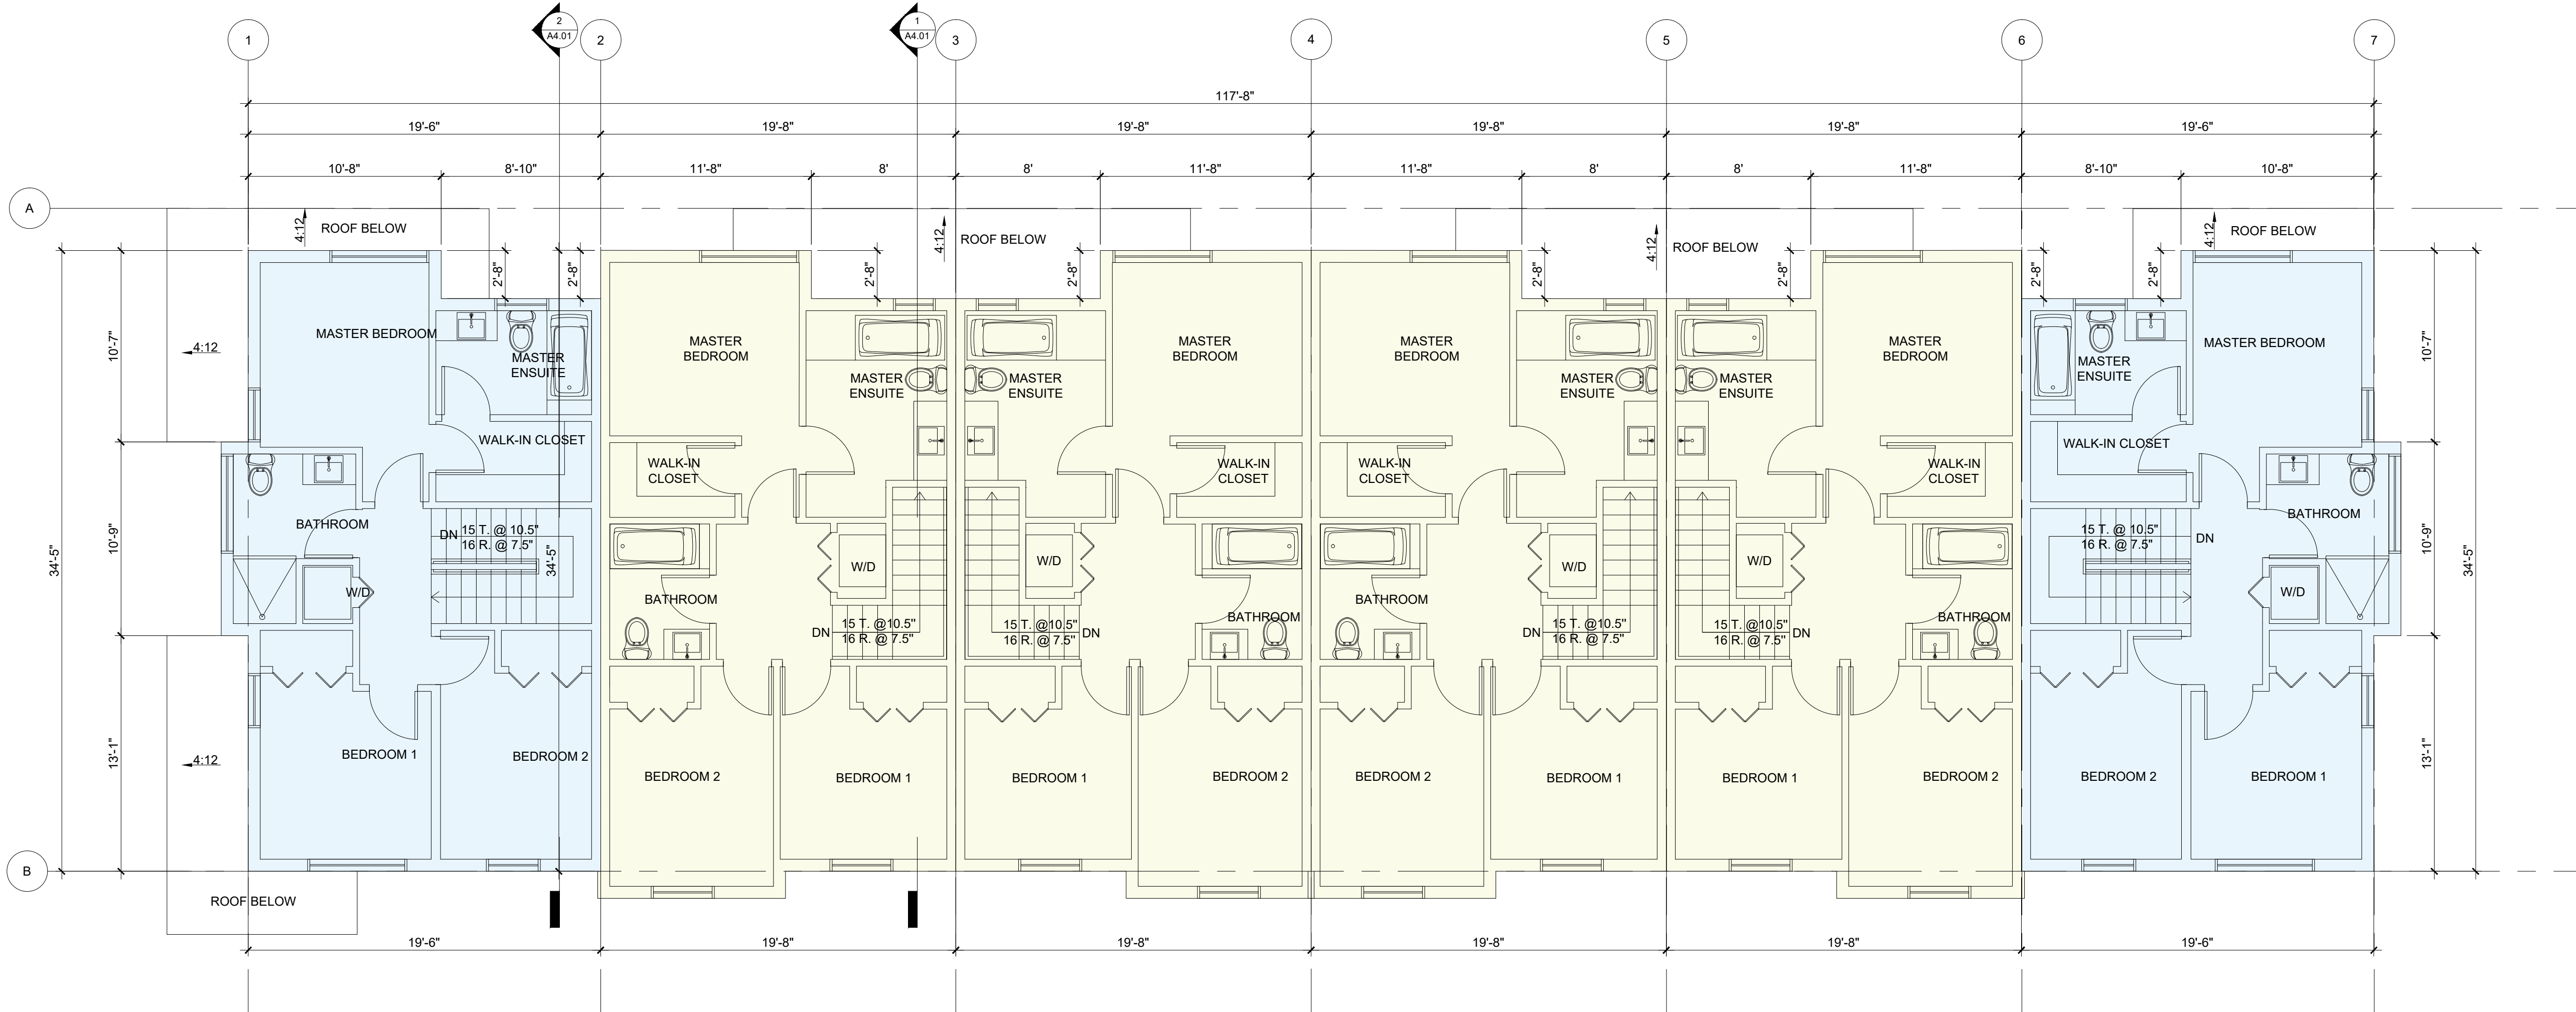 2
A4.01
1
A4.01
1
2
3
4
5
6
7
117'-8"
19'-6"
19'-8"
19'-8"
19'-8"
19'-8"
19'-6"
10'-8"
8'-10"
11'-8"
8'
8'
11'-8"
11'-8"
8'
8'
11'-8"
8'-10"
10'-8"
A
4:12
ROOF BELOW
4:12
ROOF BELOW
4:12
ROOF BELOW
4:12
ROOF BELOW
2'-8"
2'-8"
2'-8"
2'-8"
2'-8"
2'-8"
2'-8"
2'-8"
MASTER BEDROOM
MASTER
ENSUITE
MASTER
BEDROOM
MASTER
BEDROOM
MASTER
BEDROOM
MASTER
BEDROOM
MASTER
ENSUITE
MASTER BEDROOM
10'-7"
4:12
10'-7"
MASTER
ENSUITE
MASTER
ENSUITE
MASTER
ENSUITE
MASTER
ENSUITE
WALK-IN CLOSET
WALK-IN
CLOSET
WALK-IN
CLOSET
WALK-IN
CLOSET
WALK-IN
CLOSET
WALK-IN CLOSET
34'-5"
10'-9"
BATHROOM
DN
15 T. @ 10.5"
16 R. @ 7.5"
34'-5"
W/D
W/D
W/D
W/D
W/D
15 T. @ 10.5"
16 R. @ 7.5"
DN
BATHROOM
W/D
10'-9"
34'-5"
BATHROOM
DN
15 T. @10.5"
16 R. @ 7.5"
15 T. @10.5"
16 R. @ 7.5"
DN
BATHROOM
BATHROOM
DN
15 T. @10.5"
16 R. @ 7.5"
15 T. @10.5"
16 R. @ 7.5"
DN
BATHROOM
13'-1"
4:12
BEDROOM 1
BEDROOM 2
BEDROOM 2
BEDROOM 1
BEDROOM 1
BEDROOM 2
BEDROOM 2
BEDROOM 1
BEDROOM 1
BEDROOM 2
BEDROOM 2
BEDROOM 1
13'-1"
B
ROOF BELOW
19'-6"
19'-8"
19'-8"
19'-8"
19'-8"
19'-6"